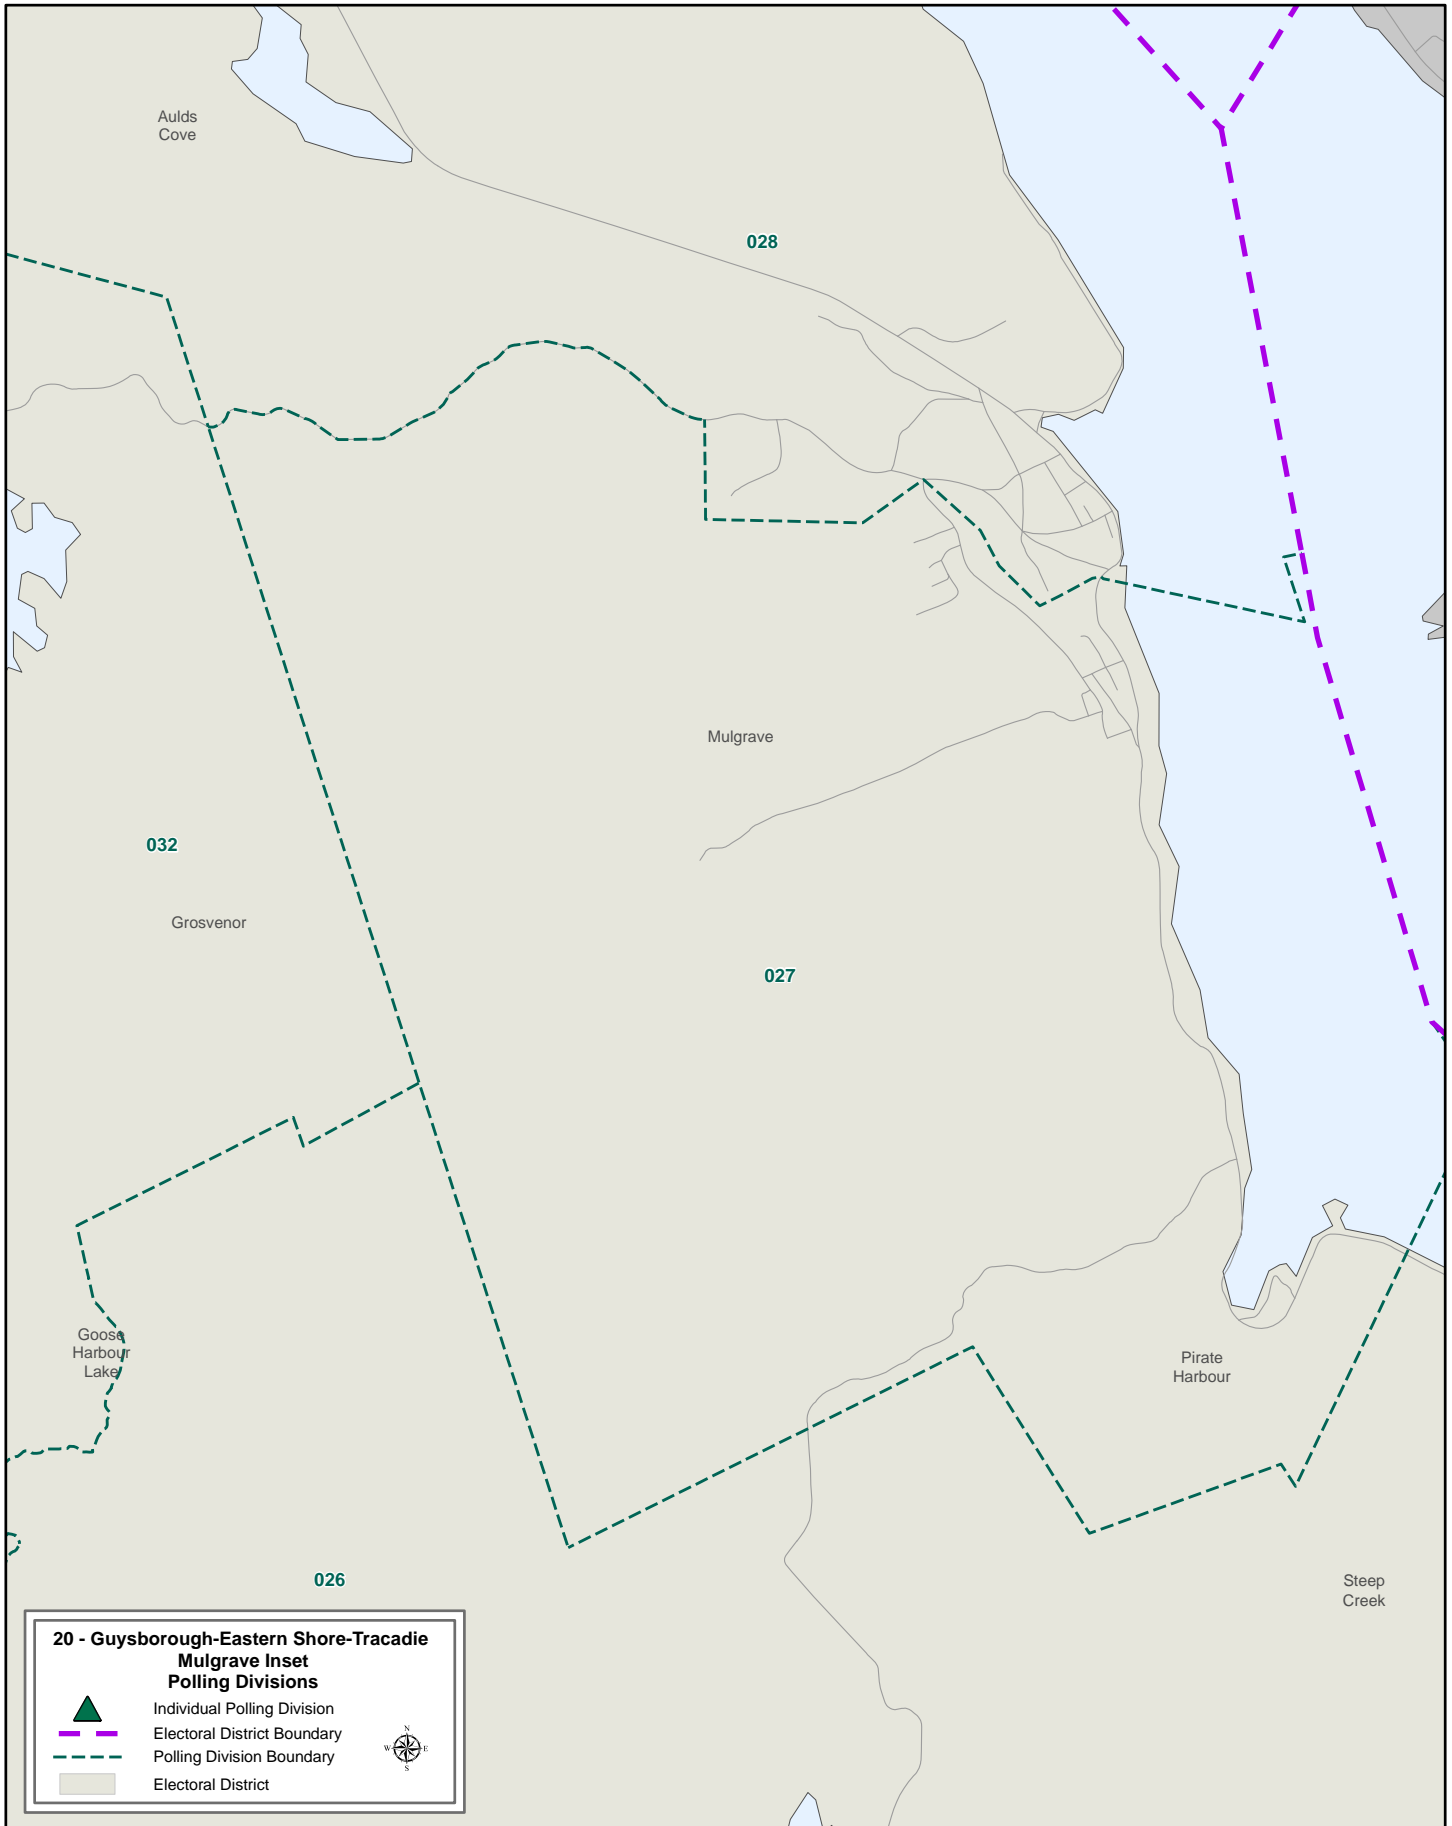 Aulds
Cove
028
Mulgrave
032
Grosvenor
027
Goose
Harbour
Lake
Pirate
Harbour
026
Steep
Creek
20 - Guysborough-Eastern Shore-Tracadie
Mulgrave Inset
Polling Divisions
Individual Polling Division
Electoral District Boundary
Polling Division Boundary
Electoral District
N
W E
S